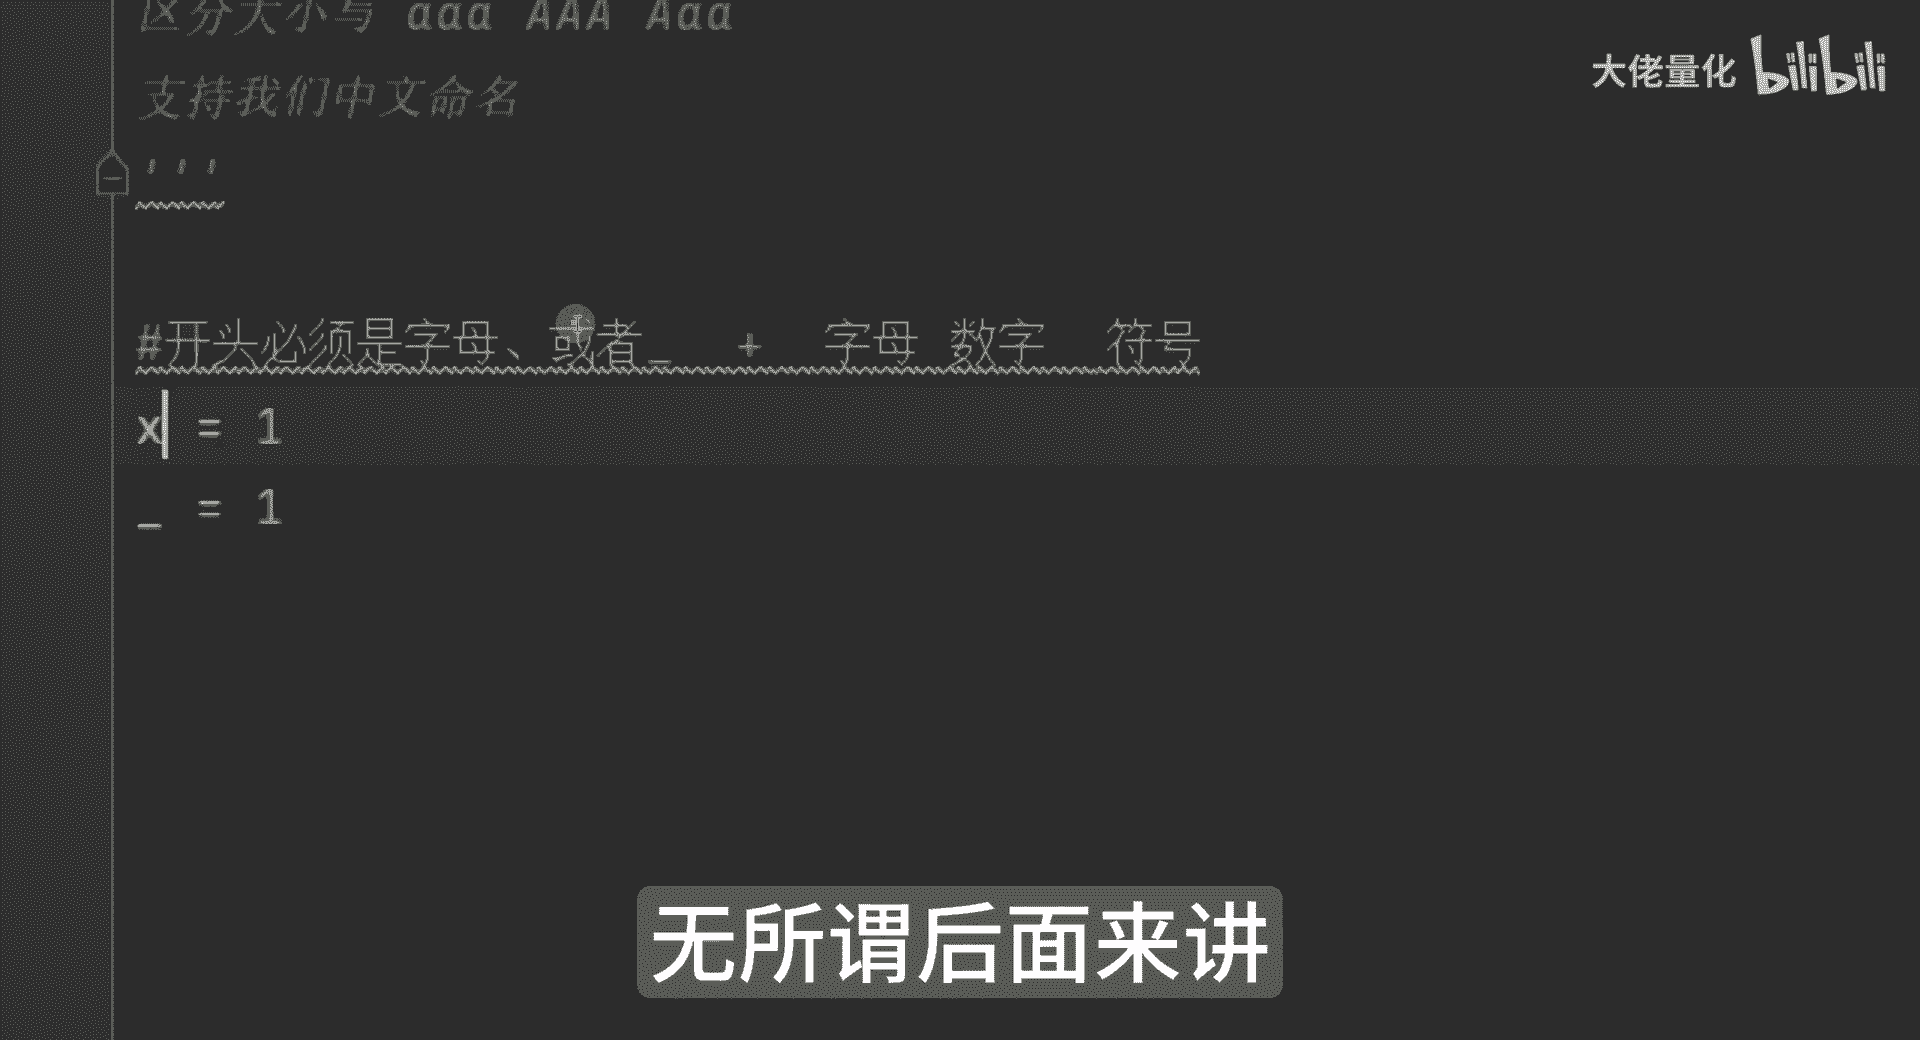 区分大小写 aaa AAA Aaa
大佬量化 bilibili
支持我们中文命名
'''
#开头必须是字母、或者_ + 字母 数字 符号
x = 1
_ = 1
无所谓后面来讲